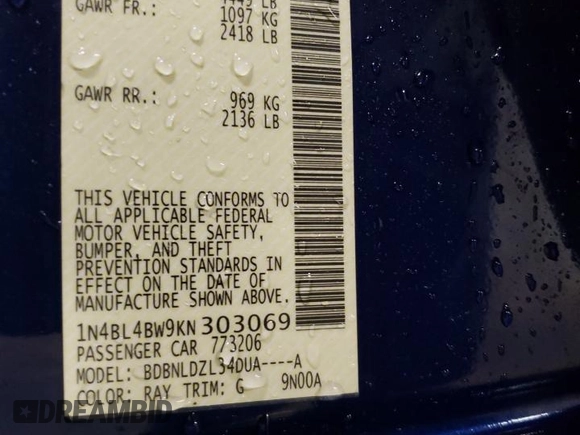 GAWR FR.: 1097 KG
2418 LB
GAWR RR.: 969 KG
2136 LB
THIS VEHICLE CONFORMS TO
ALL APPLICABLE FEDERAL
MOTOR VEHICLE SAFETY,
BUMPER, AND THEFT
PREVENTION STANDARDS IN
EFFECT ON THE DATE OF
MANUFACTURE SHOWN ABOVE.
1N4BL4BW9KN303069
PASSENGER CAR 773206
MODEL: BDBNLDZL34DUA----A
COLOR: RAY TRIM: G 9N00A
DREAMBID